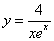 y = 4/(xe^x)